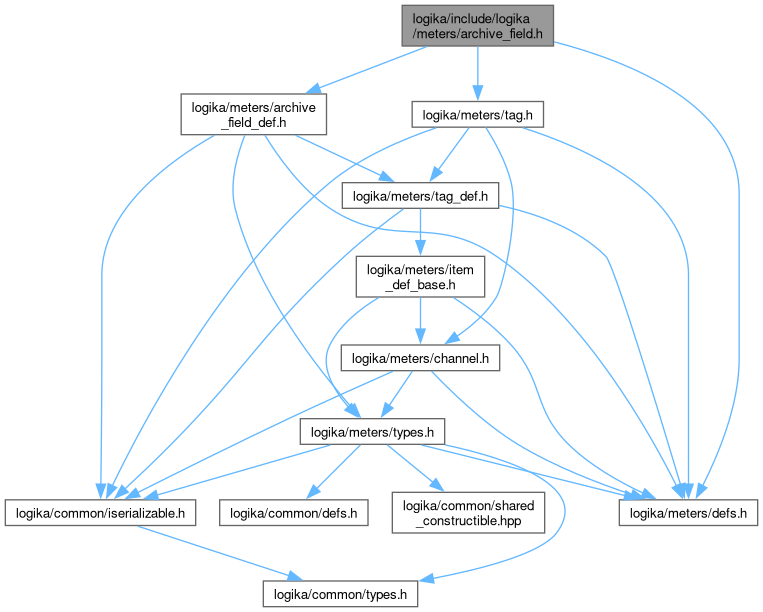 logika/include/logika
/meters/archive_field.h
logika/meters/archive
_field_def.h
logika/meters/tag.h
logika/meters/tag_def.h
logika/meters/item
_def_base.h
logika/meters/channel.h
logika/meters/types.h
logika/common/iserializable.h
logika/common/defs.h
logika/common/shared
_constructible.hpp
logika/meters/defs.h
logika/common/types.h